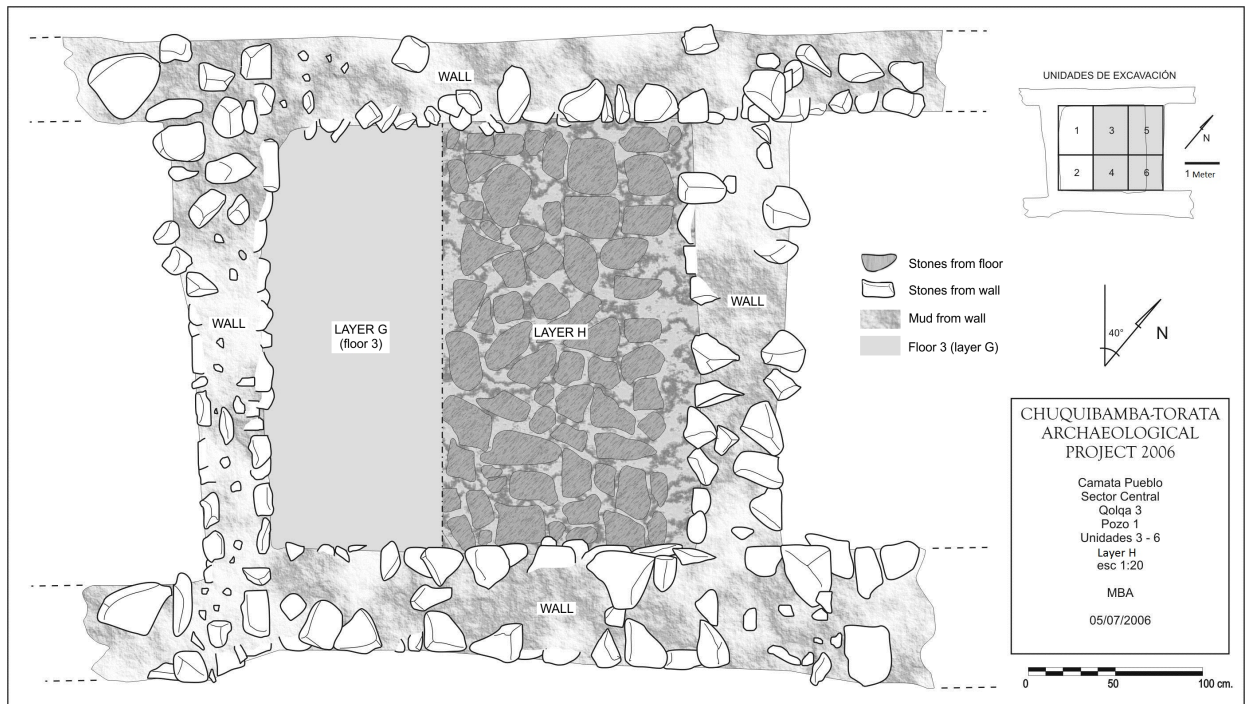 WALL
WALL
LAYER G
(floor 3)
LAYER H
WALL
WALL
UNIDADES DE EXCAVACIÓN
1
3
5
2
4
6
N
1 Meter
Stones from floor
Stones from wall
Mud from wall
Floor 3 (layer G)
40°
N
CHUQUIBAMBA-TORATA
ARCHAEOLOGICAL
PROJECT 2006
Camata Pueblo
Sector Central
Qolqa 3
Pozo 1
Unidades 3 - 6
Layer H
esc 1:20
MBA
05/07/2006
0 50 100 cm.